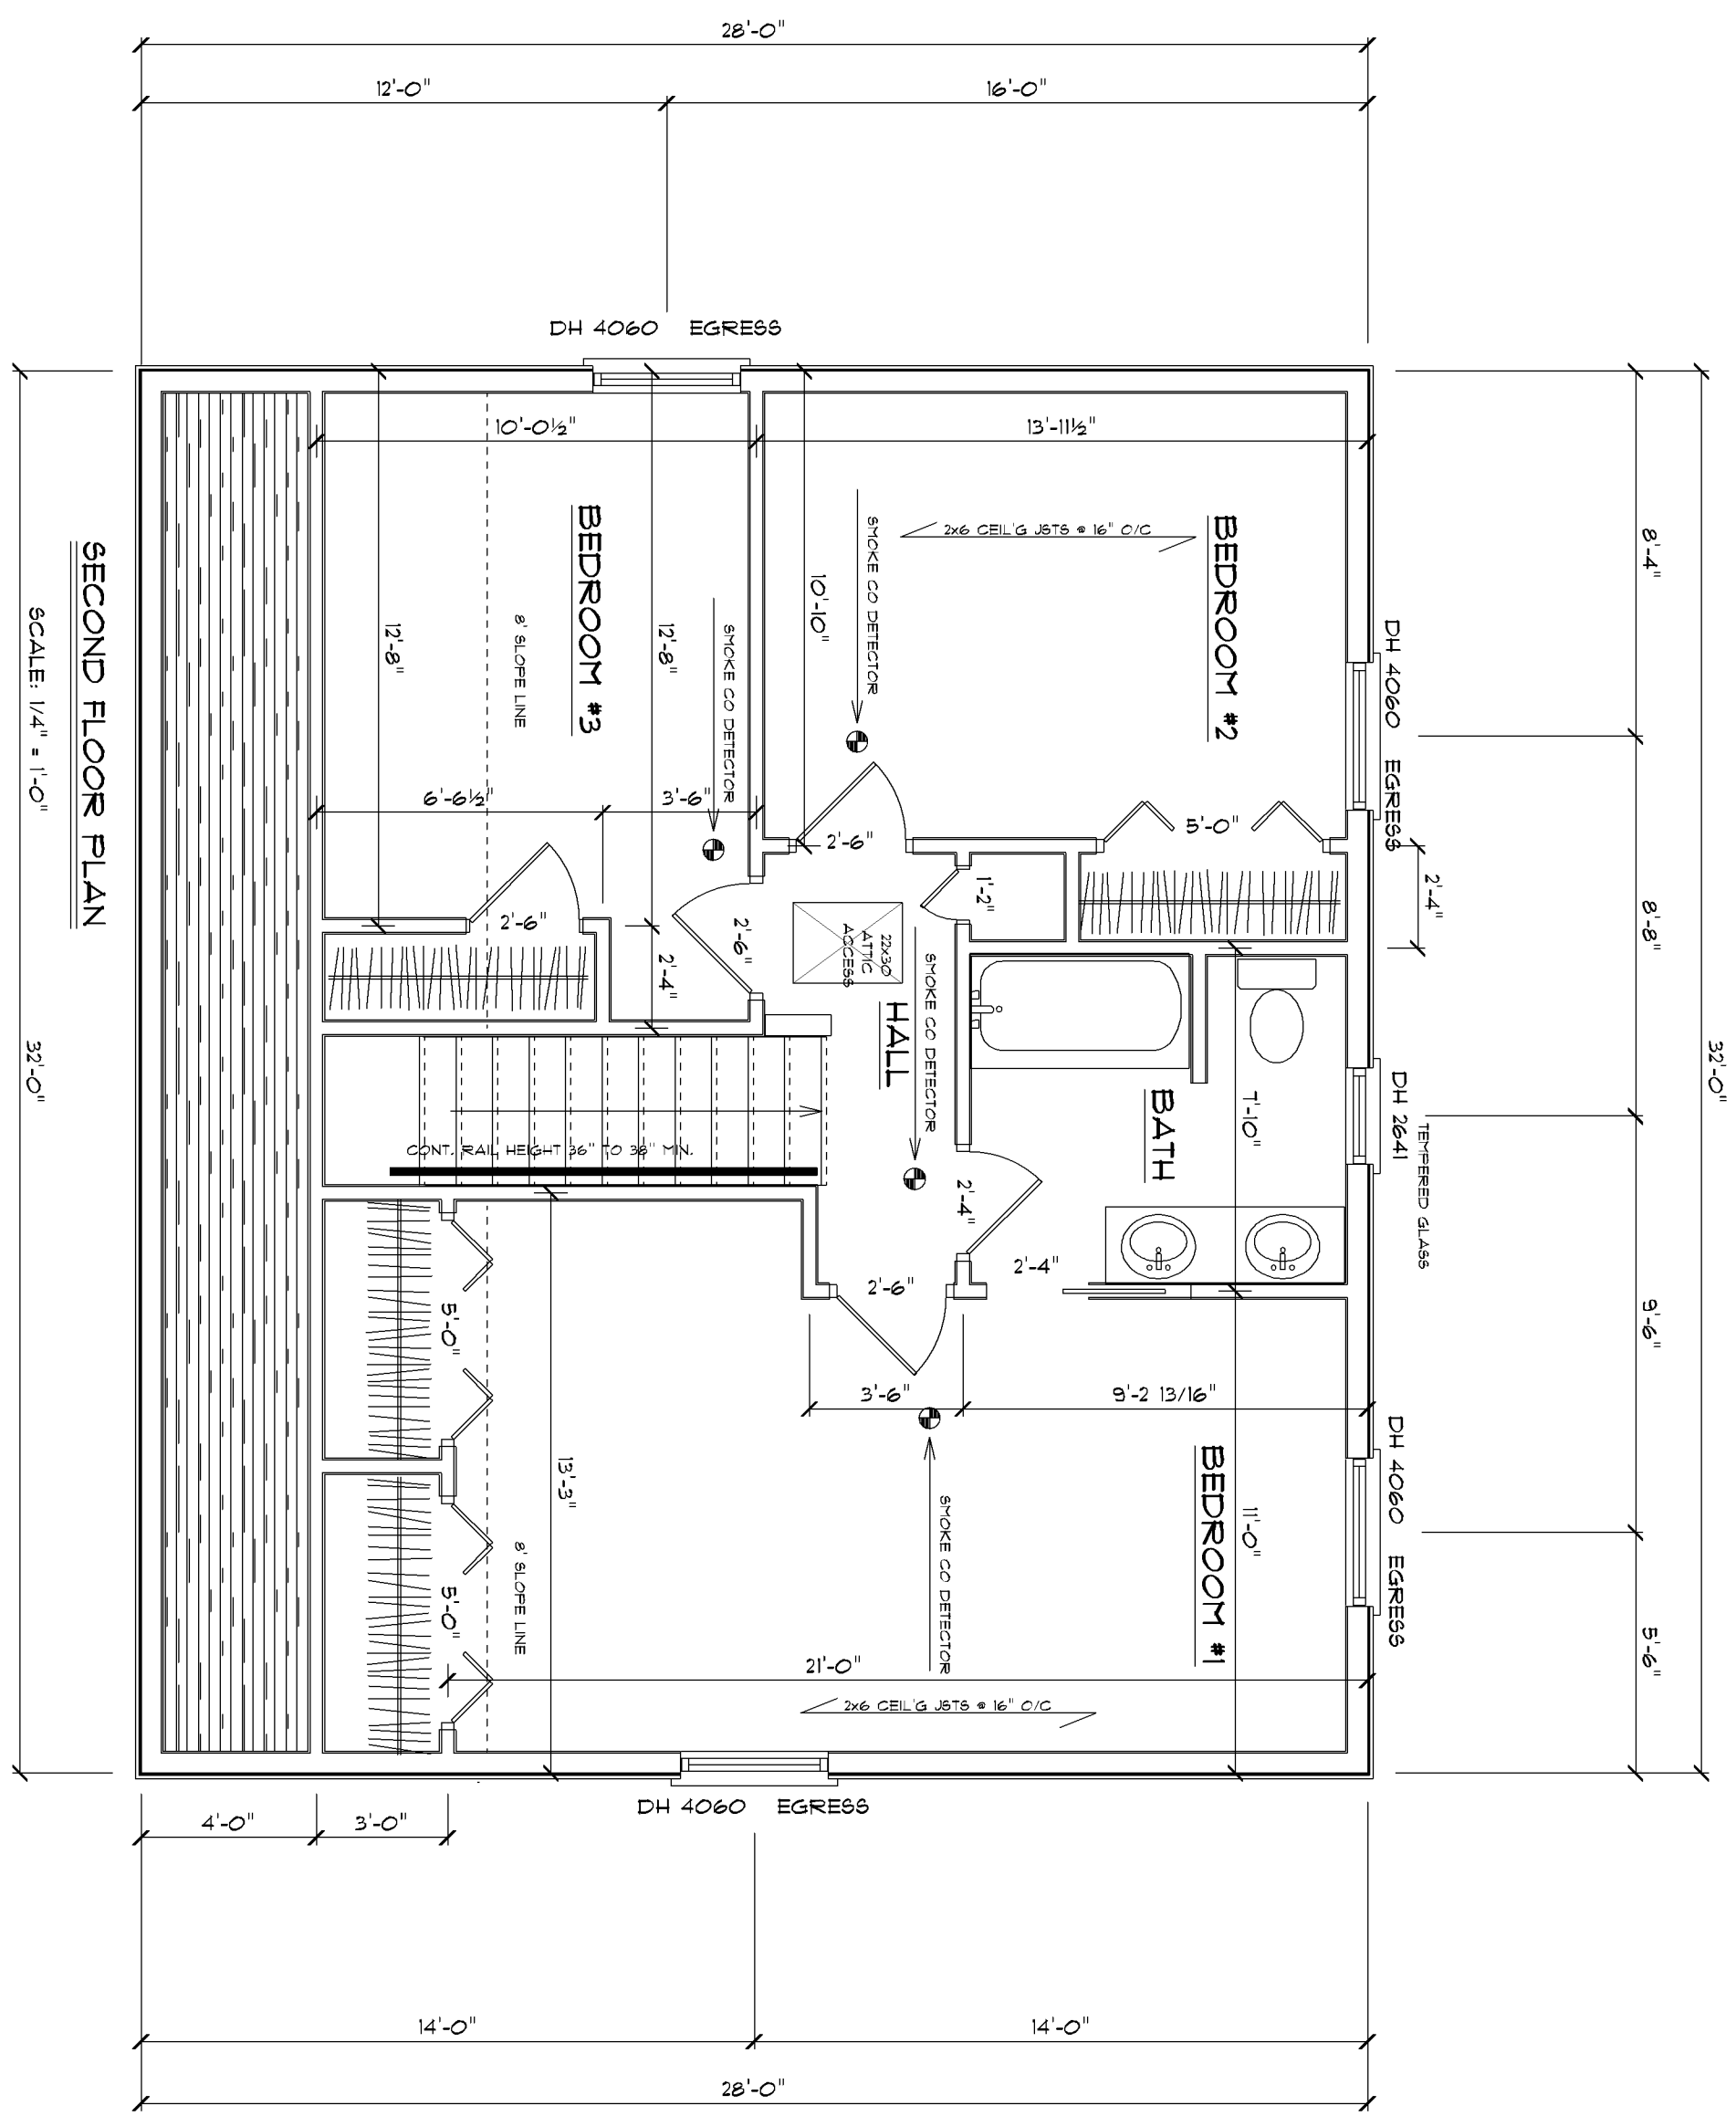 28'-0"
12'-0"
16'-0"
DH 4060 EGRESS
10'-0½"
13'-11½"
2x6 CEIL'G JSTS @ 16" O/C
BEDROOM #2
SMOKE CO DETECTOR
10'-10"
BEDROOM #3
8' SLOPE LINE
12'-8"
12'-8"
SMOKE CO DETECTOR
6'-6½"
3'-6"
2'-6"
5'-0"
DH 4060 EGRESS
8'-4"
2'-4"
8'-8"
32'-0"
1'-2"
2'-6"
2'-6"
2'-4"
22x30
ATTIC
ACCESS
SMOKE CO DETECTOR
HALL
BATH
7'-10"
DH 2641
TEMPERED GLASS
CONT. RAIL HEIGHT 36" TO 38" MIN.
2'-4"
2'-4"
2'-6"
3'-6"
9'-2 13/16"
9'-6"
5'-0"
5'-0"
13'-3"
8' SLOPE LINE
SMOKE CO DETECTOR
BEDROOM #1
11'-0"
DH 4060 EGRESS
5'-6"
21'-0"
2x6 CEIL'G JSTS @ 16" O/C
DH 4060 EGRESS
4'-0"
3'-0"
14'-0"
14'-0"
28'-0"
32'-0"
SECOND FLOOR PLAN
SCALE: 1/4" = 1'-0"